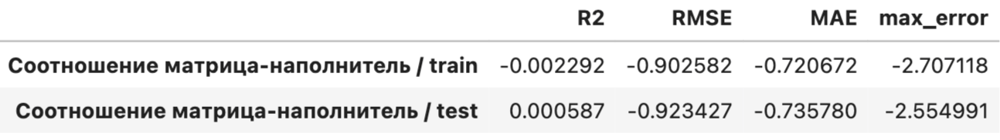 R2 RMSE MAE max_error
Соотношение матрица-наполнитель / train -0.002292 -0.902582 -0.720672 -2.707118
Соотношение матрица-наполнитель / test 0.000587 -0.923427 -0.735780 -2.554991